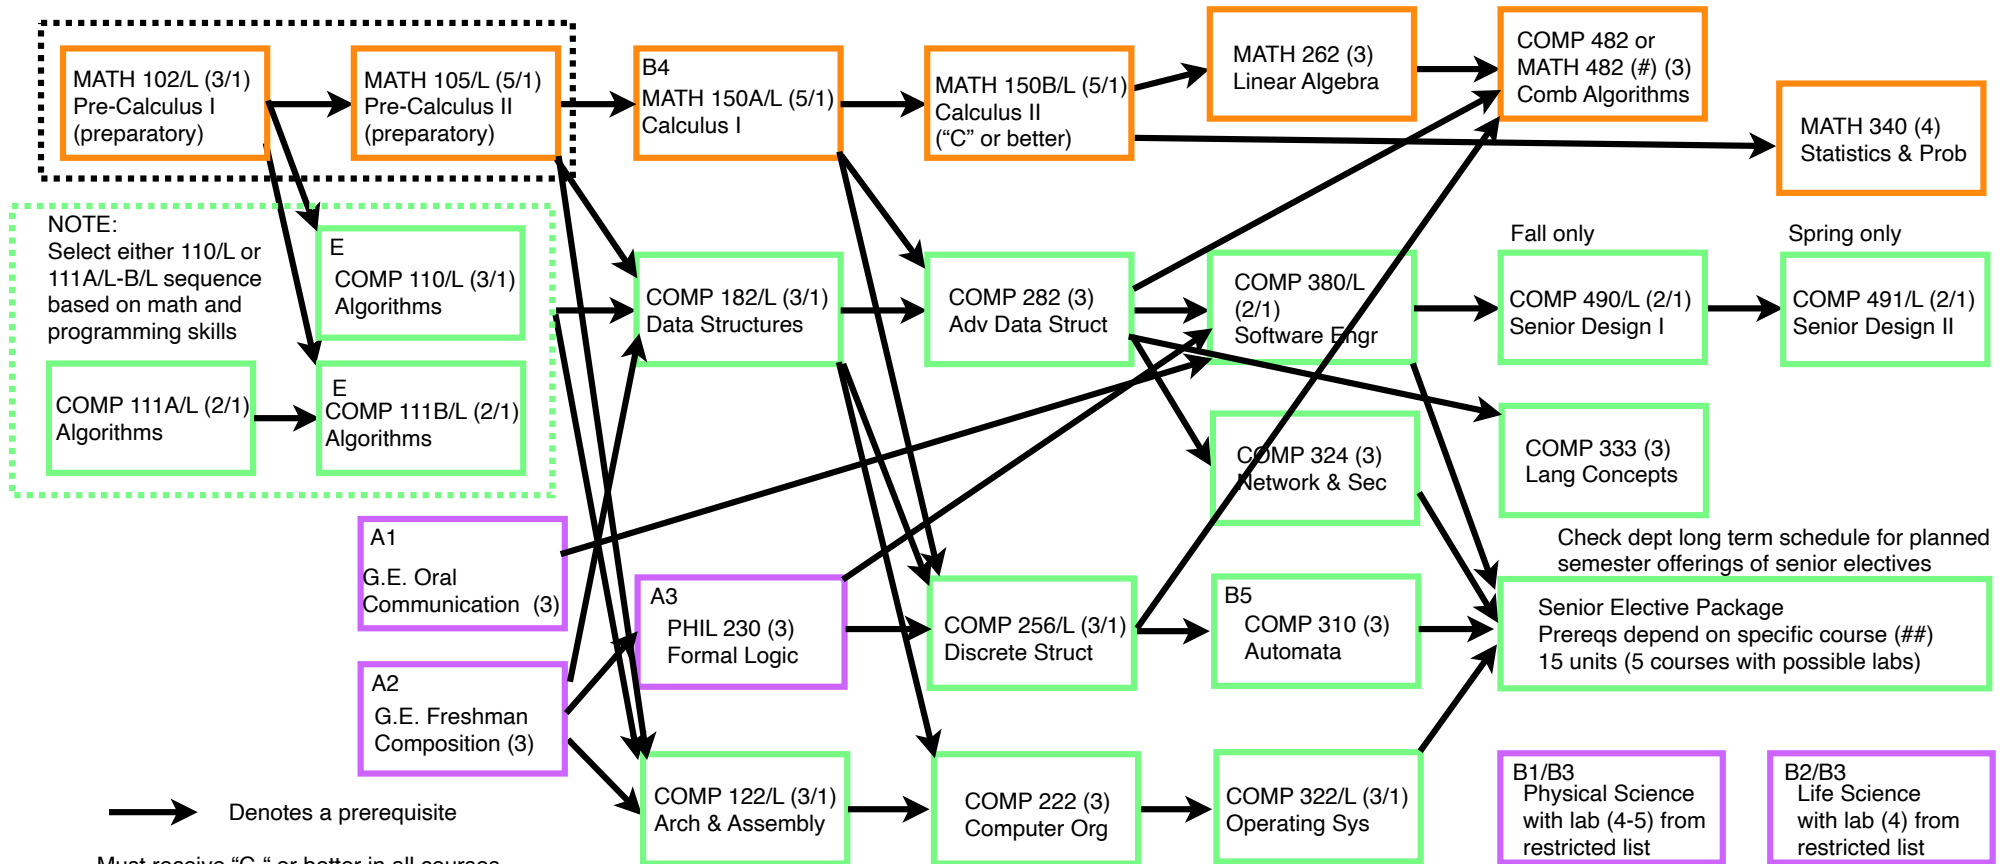 MATH 102/L (3/1)
Pre-Calculus I
(preparatory)
MATH 105/L (5/1)
Pre-Calculus II
(preparatory)
B4
MATH 150A/L (5/1)
Calculus I
MATH 150B/L (5/1)
Calculus II
(“C” or better)
MATH 262 (3)
Linear Algebra
COMP 482 or
MATH 482 (#) (3)
Comb Algorithms
MATH 340 (4)
Statistics & Prob
NOTE:
Select either 110/L or
111A/L-B/L sequence
based on math and
programming skills
E
COMP 110/L (3/1)
Algorithms
COMP 111A/L (2/1)
Algorithms
E
COMP 111B/L (2/1)
Algorithms
COMP 182/L (3/1)
Data Structures
COMP 282 (3)
Adv Data Struct
COMP 380/L
(2/1)
Software Engr
Fall only
COMP 490/L (2/1)
Senior Design I
Spring only
COMP 491/L (2/1)
Senior Design II
COMP 324 (3)
Network & Sec
COMP 333 (3)
Lang Concepts
A1
G.E. Oral
Communication (3)
A2
G.E. Freshman
Composition (3)
A3
PHIL 230 (3)
Formal Logic
COMP 256/L (3/1)
Discrete Struct
B5
COMP 310 (3)
Automata
Check dept long term schedule for planned
semester offerings of senior electives
Senior Elective Package
Prereqs depend on specific course (##)
15 units (5 courses with possible labs)
COMP 122/L (3/1)
Arch & Assembly
COMP 222 (3)
Computer Org
COMP 322/L (3/1)
Operating Sys
B1/B3
Physical Science
with lab (4-5) from
restricted list
B2/B3
Life Science
with lab (4) from
restricted list
Denotes a prerequisite
Must receive “C-“ or better in all courses